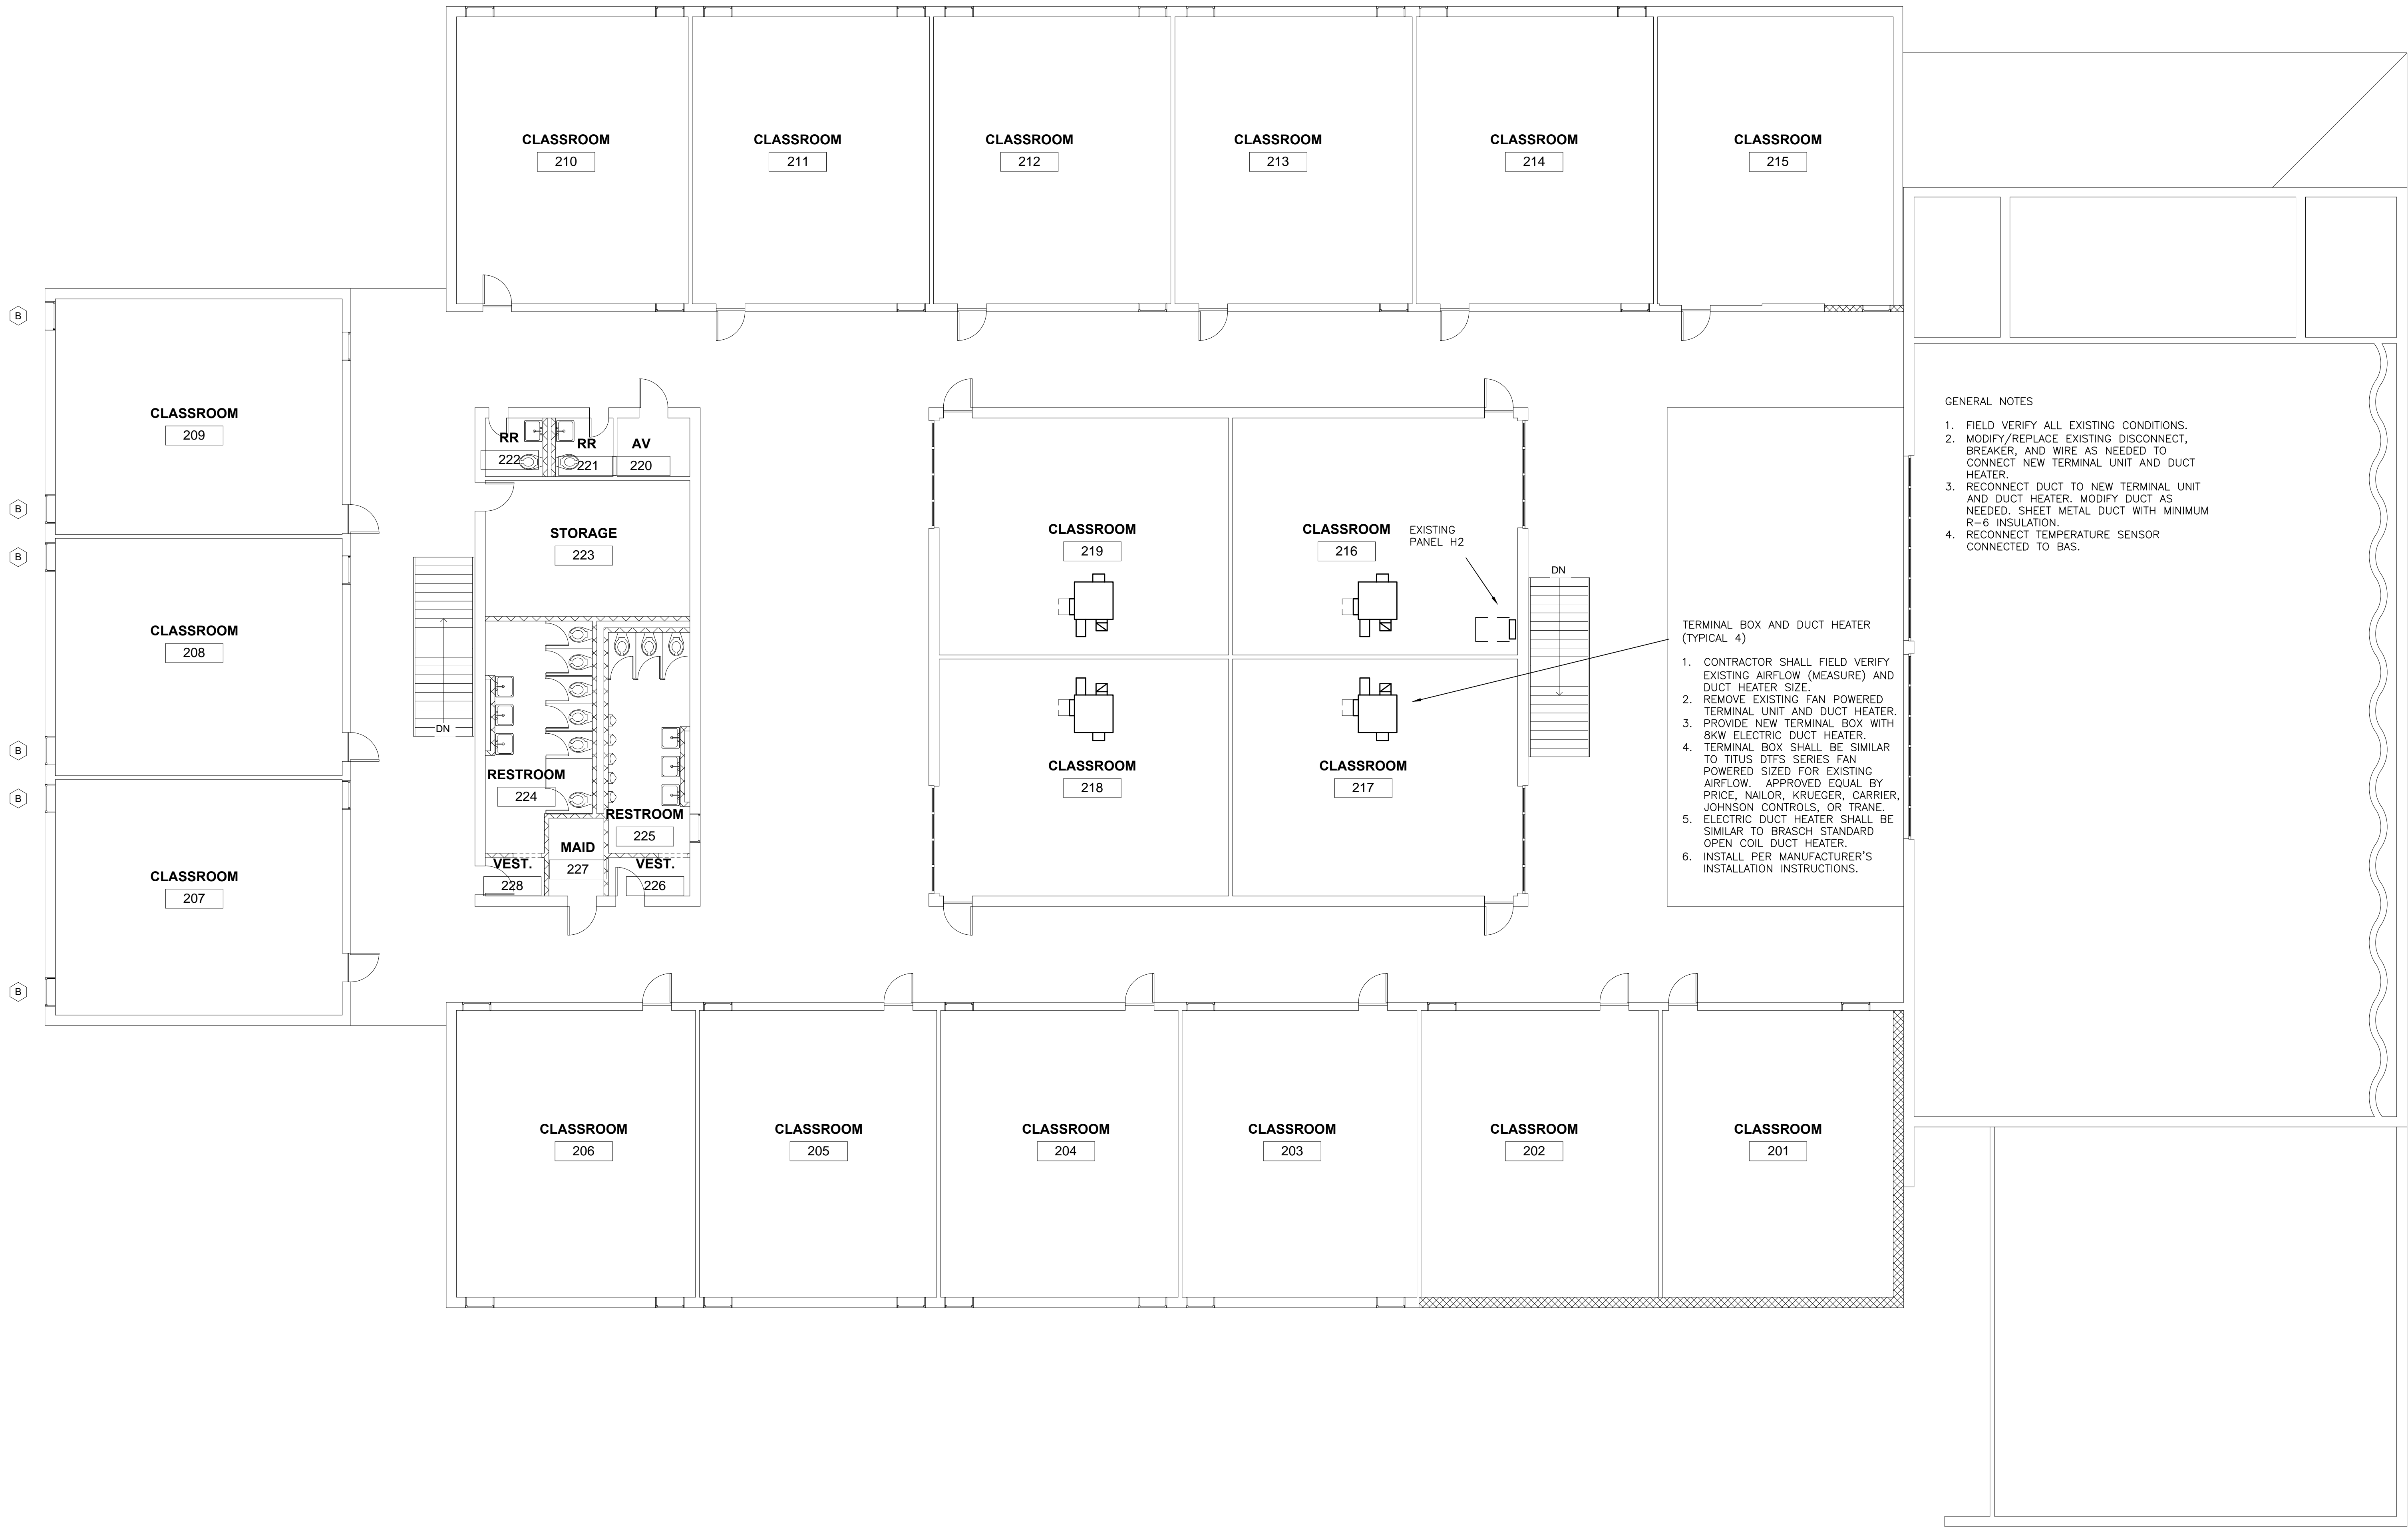 CLASSROOM
210
CLASSROOM
211
CLASSROOM
212
CLASSROOM
213
CLASSROOM
214
CLASSROOM
215
B
B
B
B
B
B
CLASSROOM
209
CLASSROOM
208
CLASSROOM
207
RR
222
RR
221
AV
220
STORAGE
223
DN
RESTROOM
224
RESTROOM
225
MAID
227
VEST.
228
VEST.
226
CLASSROOM
219
CLASSROOM
216
EXISTING
PANEL H2
DN
CLASSROOM
218
CLASSROOM
217
TERMINAL BOX AND DUCT HEATER
(TYPICAL 4)
1. CONTRACTOR SHALL FIELD VERIFY
EXISTING AIRFLOW (MEASURE) AND
DUCT HEATER SIZE.
2. REMOVE EXISTING FAN POWERED
TERMINAL UNIT AND DUCT HEATER.
3. PROVIDE NEW TERMINAL BOX WITH
8KW ELECTRIC DUCT HEATER.
4. TERMINAL BOX SHALL BE SIMILAR
TO TITUS DTFS SERIES FAN
POWERED SIZED FOR EXISTING
AIRFLOW. APPROVED EQUAL BY
PRICE, NAILOR, KRUEGER, CARRIER,
JOHNSON CONTROLS, OR TRANE.
5. ELECTRIC DUCT HEATER SHALL BE
SIMILAR TO BRASCH STANDARD
OPEN COIL DUCT HEATER.
6. INSTALL PER MANUFACTURER'S
INSTALLATION INSTRUCTIONS.
GENERAL NOTES
1. FIELD VERIFY ALL EXISTING CONDITIONS.
2. MODIFY/REPLACE EXISTING DISCONNECT,
BREAKER, AND WIRE AS NEEDED TO
CONNECT NEW TERMINAL UNIT AND DUCT
HEATER.
3. RECONNECT DUCT TO NEW TERMINAL UNIT
AND DUCT HEATER. MODIFY DUCT AS
NEEDED. SHEET METAL DUCT WITH MINIMUM
R-6 INSULATION.
4. RECONNECT TEMPERATURE SENSOR
CONNECTED TO BAS.
CLASSROOM
206
CLASSROOM
205
CLASSROOM
204
CLASSROOM
203
CLASSROOM
202
CLASSROOM
201